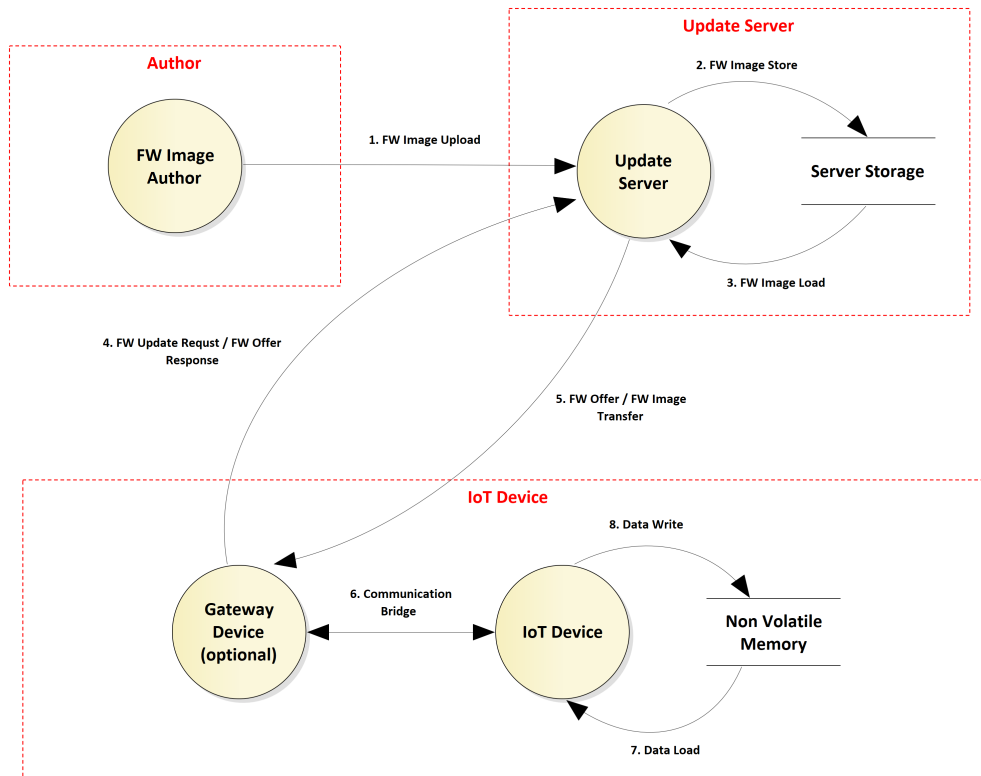 Update Server
Author
2. FW Image Store
1. FW Image Upload
FW Image
Author
Update
Server
Server Storage
3. FW Image Load
4. FW Update Requst / FW Offer
Response
5. FW Offer / FW Image
Transfer
IoT Device
8. Data Write
6. Communication
Bridge
Gateway
Device
(optional)
IoT Device
Non Volatile
Memory
7. Data Load